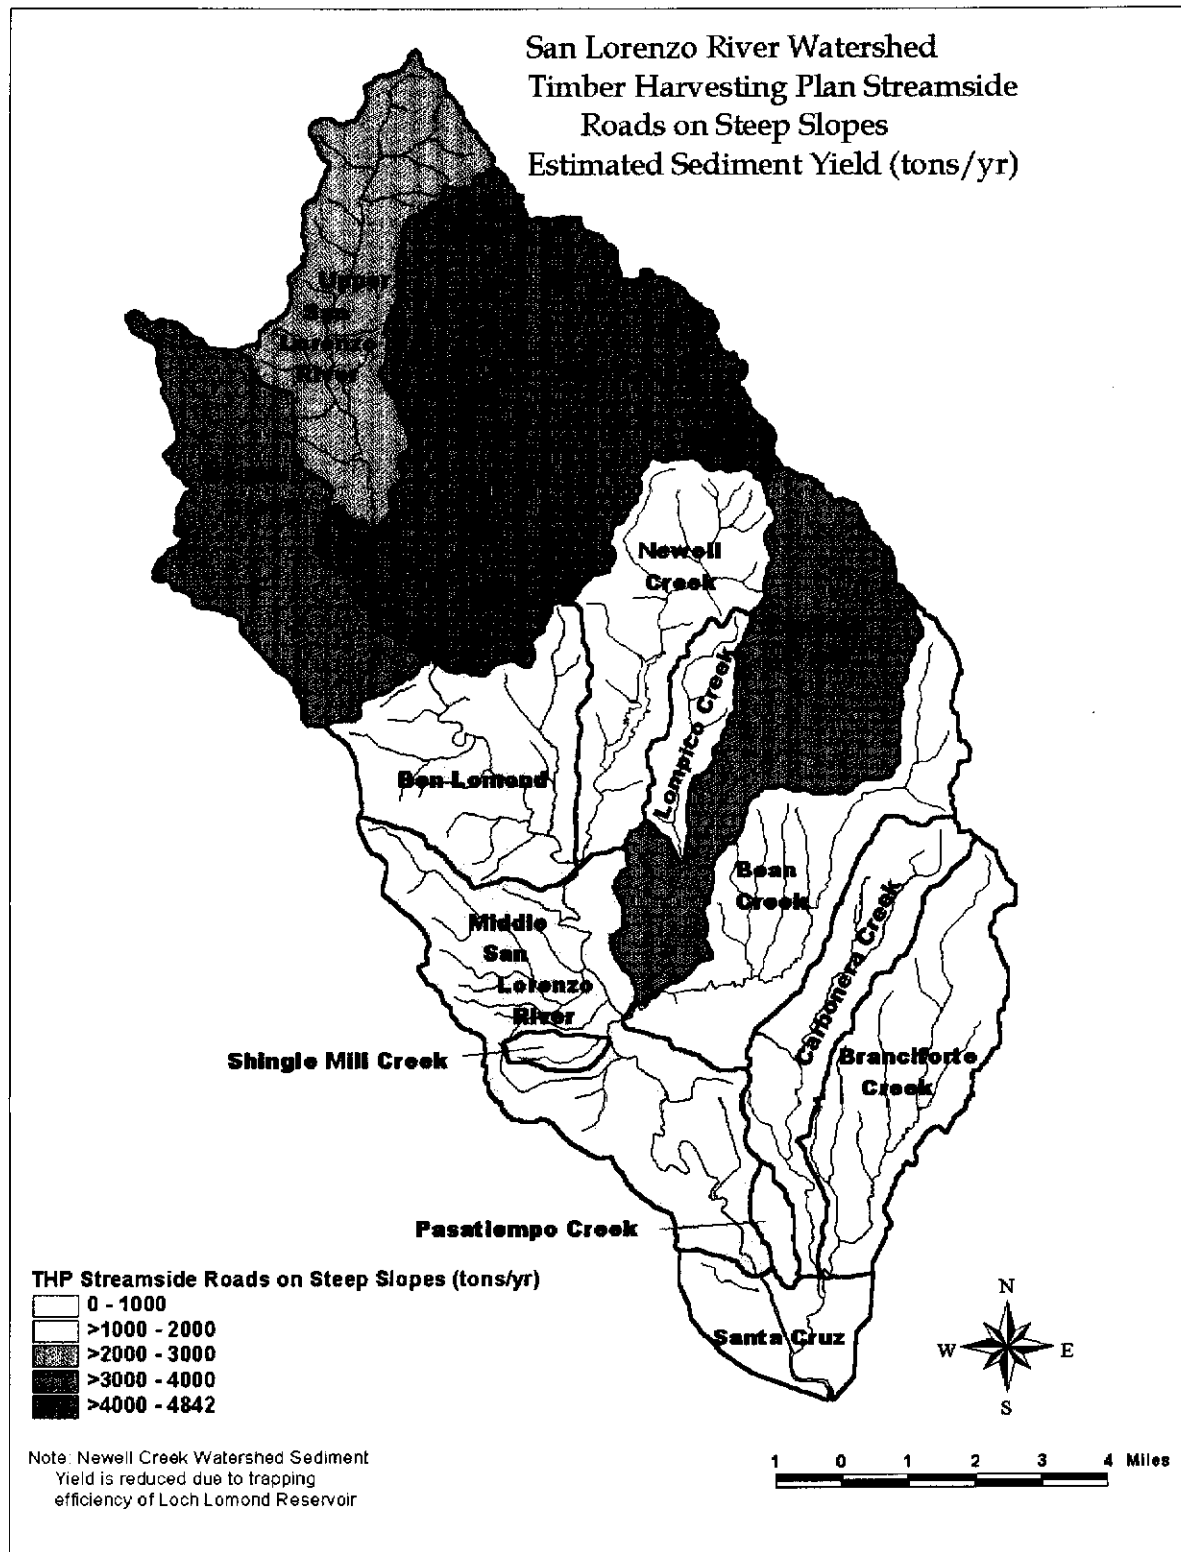 San Lorenzo River Watershed
Timber Harvesting Plan Streamside
Roads on Steep Slopes
Estimated Sediment Yield (tons/yr)
Upper
San
Lorenzo
River
Newell
Creek
Lompico Creek
Ben Lomond
Bean
Creek
Carbonera Creek
Middle
San
Lorenzo
River
Shingle Mill Creek
Branciforte
Creek
Pasatiempo Creek
Santa Cruz
THP Streamside Roads on Steep Slopes (tons/yr)
0 - 1000
>1000 - 2000
>2000 - 3000
>3000 - 4000
>4000 - 4842
N
W E
S
Note: Newell Creek Watershed Sediment
Yield is reduced due to trapping
efficiency of Loch Lomond Reservoir
1 0 1 2 3 4 Miles